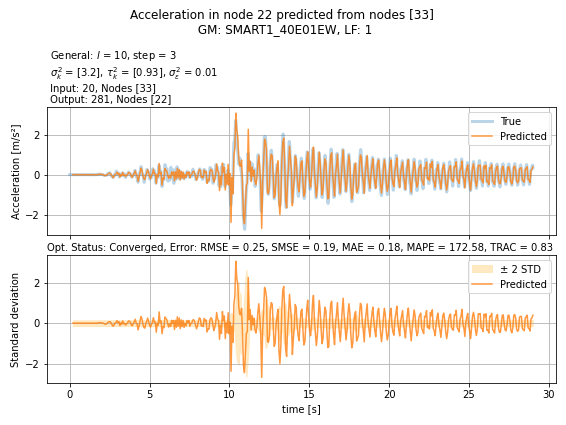 Acceleration in node 22 predicted from nodes [33]
GM: SMART1_40E01EW, LF: 1
General: l = 10, step = 3
σ²ₖ = [3.2], τ²ₖ = [0.93], σ²ε = 0.01
Input: 20, Nodes [33]
Output: 281, Nodes [22]
Acceleration [m/s²]
2
0
−2
True
Predicted
Opt. Status: Converged, Error: RMSE = 0.25, SMSE = 0.19, MAE = 0.18, MAPE = 172.58, TRAC = 0.83
Standard deviation
2
0
−2
± 2 STD
Predicted
0 5 10 15 20 25 30
time [s]